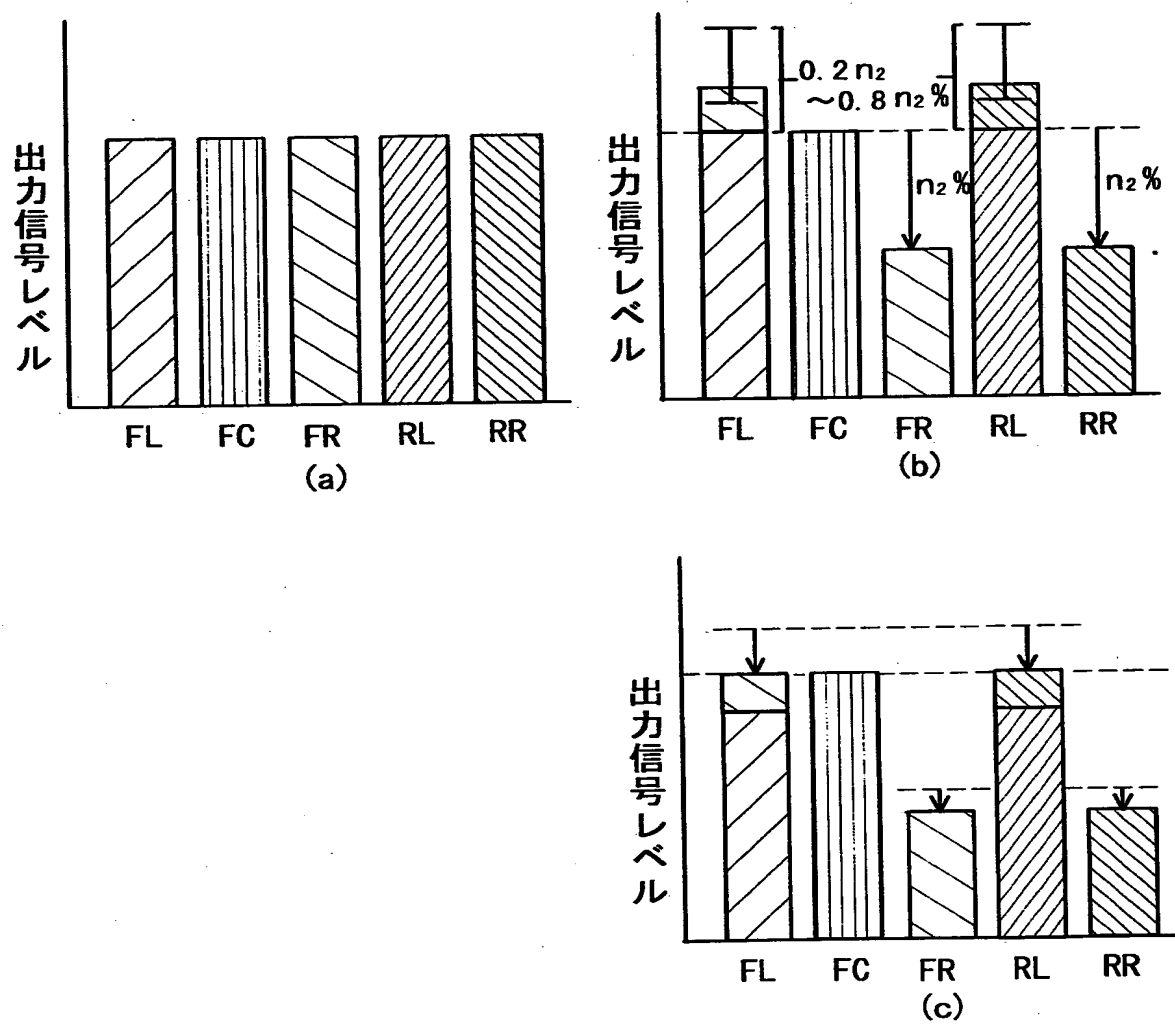 出力信号レベル
FL FC FR RL RR
(a)
0.2n₂
～0.8n₂%
n₂%
n₂%
出力信号レベル
FL FC FR RL RR
(b)
出力信号レベル
FL FC FR RL RR
(c)